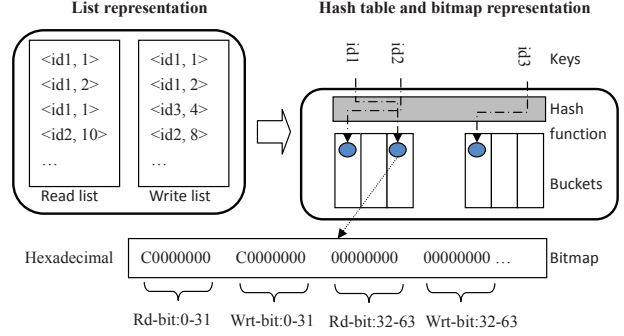 List representation
Hash table and bitmap representation
<id1, 1>
<id1, 2>
<id1, 1>
<id2, 10>
…
Read list
<id1, 1>
<id1, 2>
<id3, 4>
<id2, 8>
…
Write list
id1
id2
id3
Keys
Hash
function
Buckets
Hexadecimal
C0000000 C0000000 00000000 00000000 …
Bitmap
Rd-bit:0-31 Wrt-bit:0-31 Rd-bit:32-63 Wrt-bit:32-63